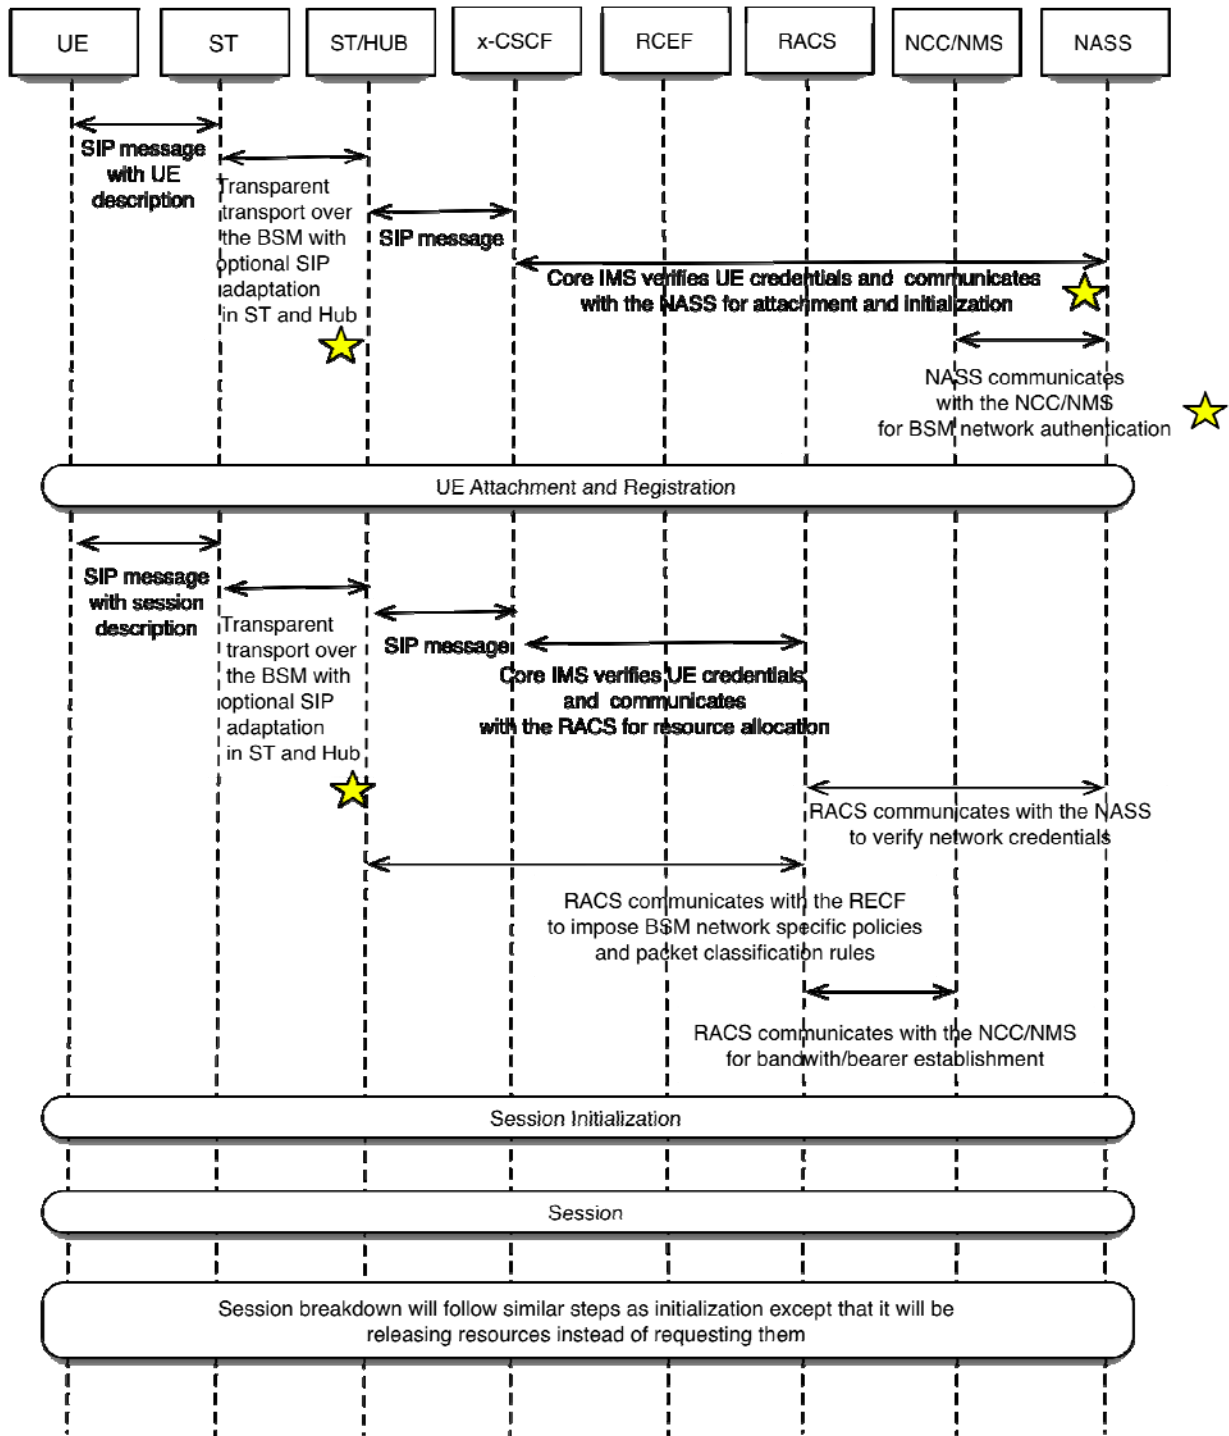 UE
ST
ST/HUB
x-CSCF
RCEF
RACS
NCC/NMS
NASS
SIP message
with UE
description
Transparent
transport over
the BSM with
optional SIP
adaptation
in ST and Hub
SIP message
Core IMS verifies UE credentials and communicates
with the NASS for attachment and initialization
NASS communicates
with the NCC/NMS
for BSM network authentication
UE Attachment and Registration
SIP message
with session
description
Transparent
transport over
the BSM with
optional SIP
adaptation
in ST and Hub
SIP message
Core IMS verifies UE credentials
and communicates
with the RACS for resource allocation
RACS communicates with the NASS
to verify network credentials
RACS communicates with the RECF
to impose BSM network specific policies
and packet classification rules
RACS communicates with the NCC/NMS
for bandwith/bearer establishment
Session Initialization
Session
Session breakdown will follow similar steps as initialization except that it will be
releasing resources instead of requesting them